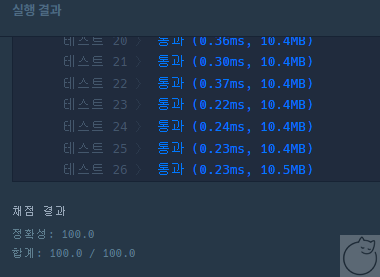 실행 결과
테스트 20 〉 통과 (0.36ms, 10.4MB)
테스트 21 〉 통과 (0.30ms, 10.4MB)
테스트 22 〉 통과 (0.37ms, 10.4MB)
테스트 23 〉 통과 (0.22ms, 10.4MB)
테스트 24 〉 통과 (0.24ms, 10.4MB)
테스트 25 〉 통과 (0.23ms, 10.4MB)
테스트 26 〉 통과 (0.23ms, 10.5MB)
채점 결과
정확성: 100.0
합계: 100.0 / 100.0